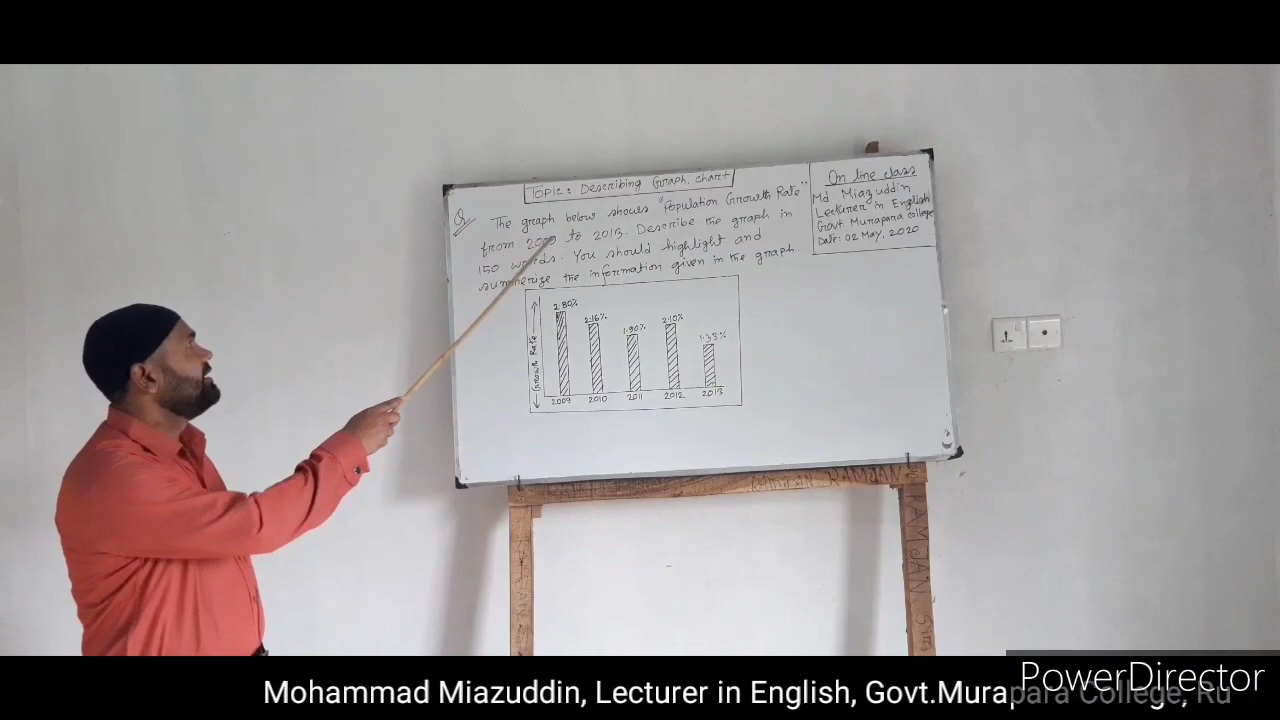 Topic: Describing Graph. chart
Q. The graph below shows "Population Growth Rate"
from 2009 to 2013. Describe the graph in
150 words. You should highlight and
summerize the information given in the graph.
On line class
Md Miazuddin
Lecturer in English
Govt Murapara college
Date: 02 May, 2020
Growth Rate
2.80%
2.16%
1.90%
2.10%
1.33%
2009
2010
2011
2012
2013
RAMJAN
RAMJAN
PowerDirector
Mohammad Miazuddin, Lecturer in English, Govt.Murapara College, Ru